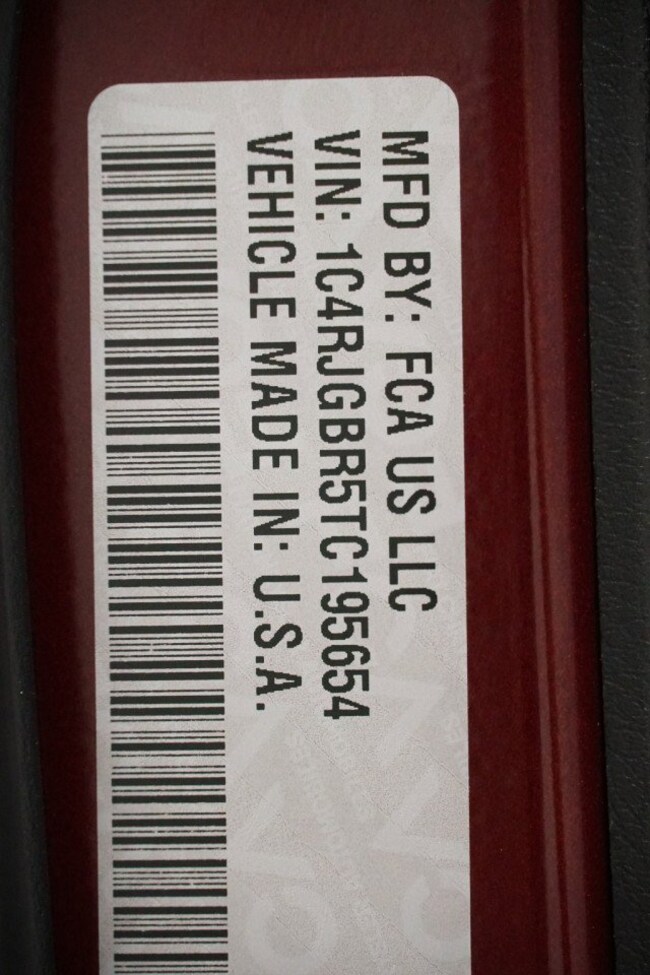 MFD BY: FCA US LLC
VIN: 1C4RJGBR5TC195654
VEHICLE MADE IN: U.S.A.